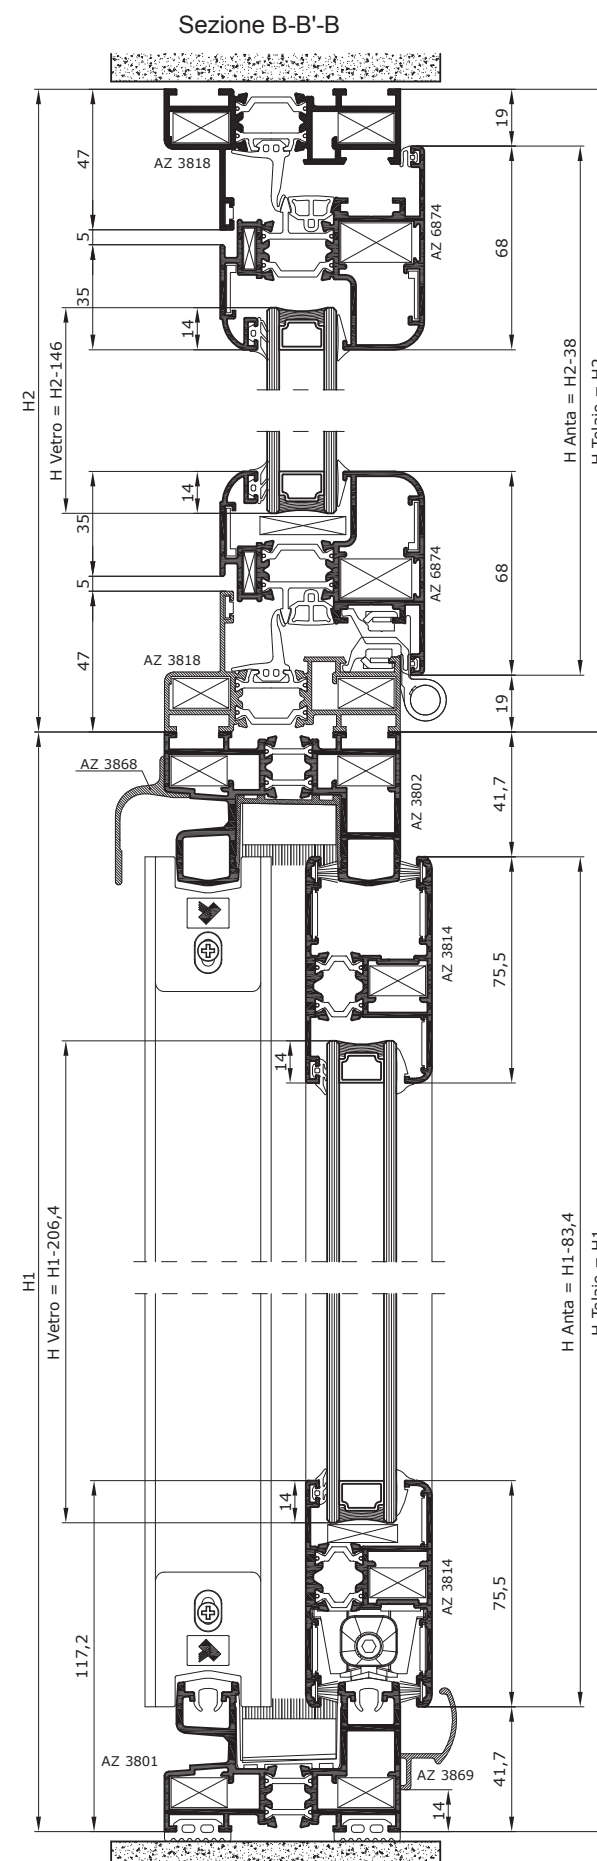 Sezione B-B'-B
19
47
AZ 3818
AZ 6874
5
68
35
14
H2
H Vetro = H2-146
H Anta = H2-38
H Telaio = H2
14
35
AZ 6874
5
68
47
AZ 3818
19
AZ 3868
AZ 3802
41,7
AZ 3814
75,5
14
H1
H Vetro = H1-206,4
H Anta = H1-83,4
H Telaio = H1
14
AZ 3814
75,5
117,2
AZ 3801
AZ 3869
41,7
14